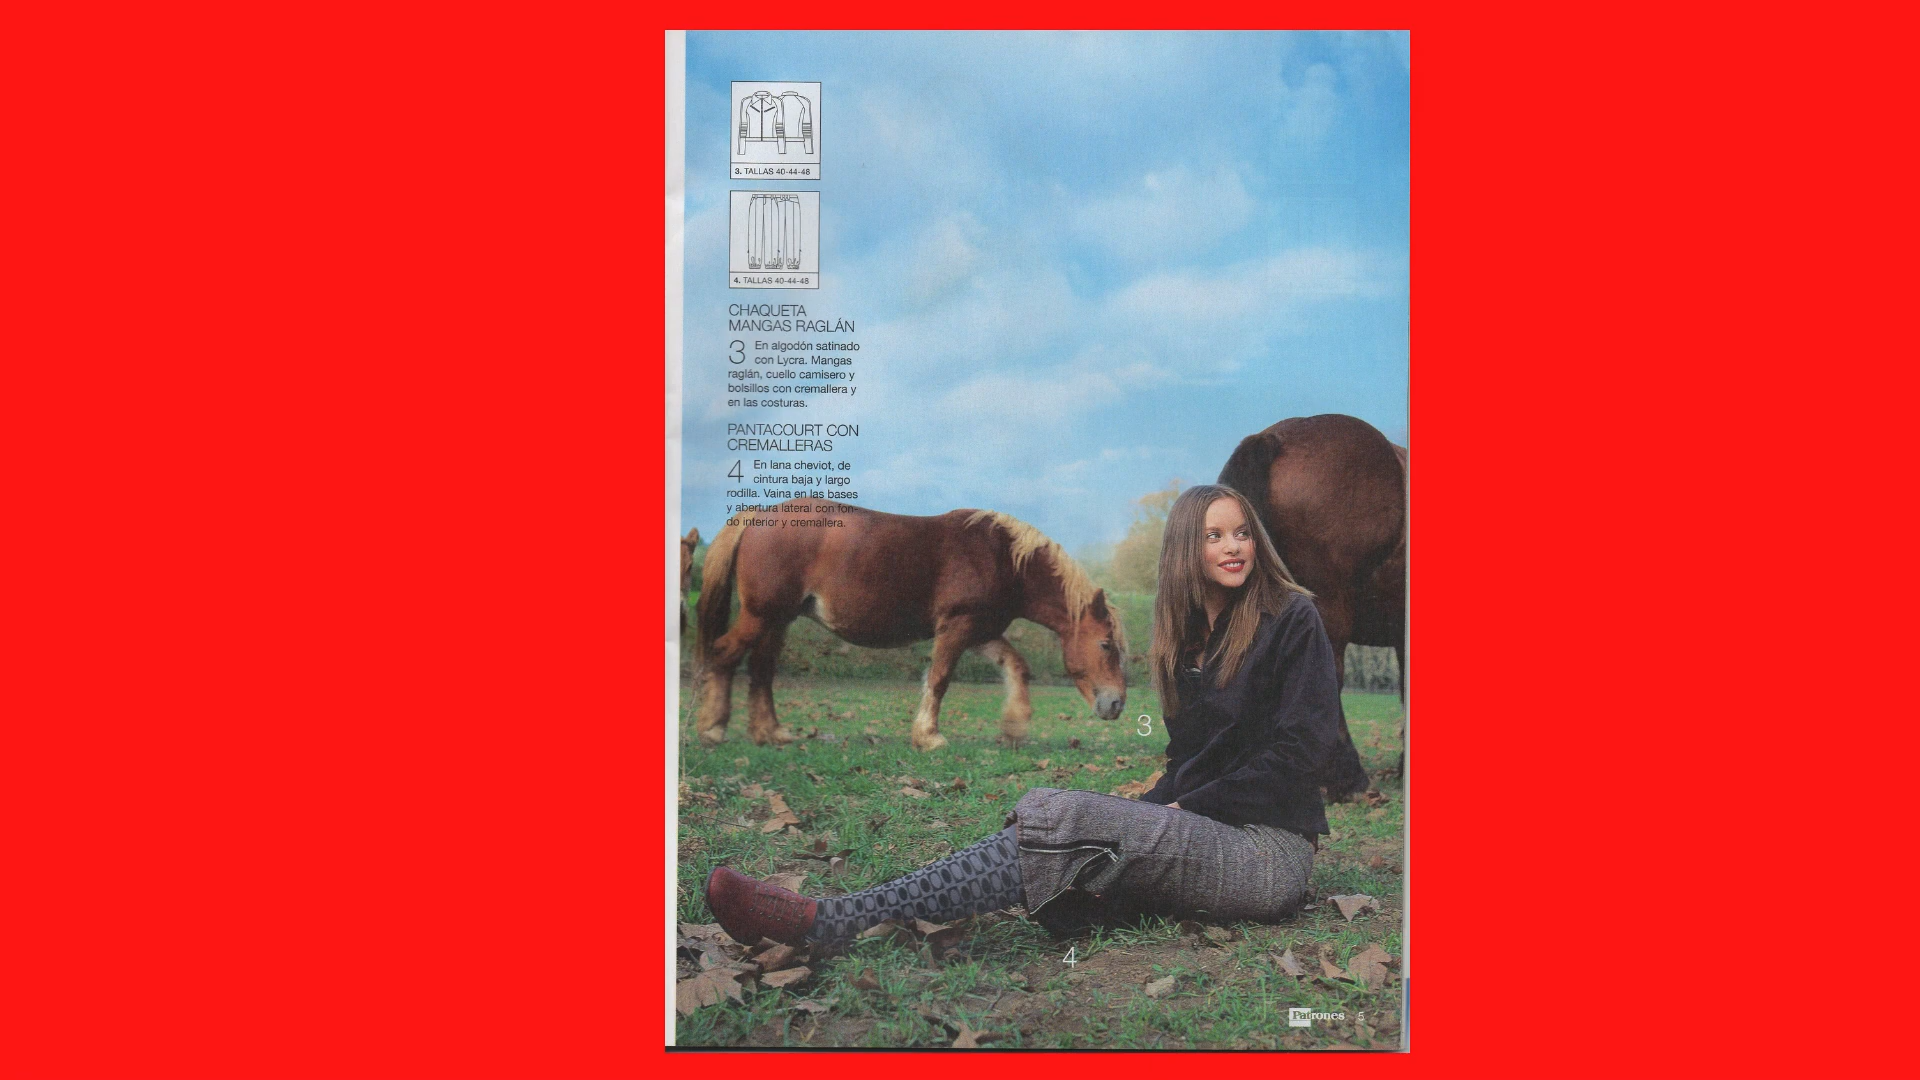 3. TALLAS 40-44-48
4. TALLAS 40-44-48
CHAQUETA
MANGAS RAGLÁN
3 En algodón satinado
con Lycra. Mangas
raglán, cuello camisero y
bolsillos con cremallera y
en las costuras.
PANTACOURT CON
CREMALLERAS
4 En lana cheviot, de
cintura baja y largo
rodilla. Vaina en las bases
y abertura lateral con fon-
do interior y cremallera.
3
4
Patrones 5